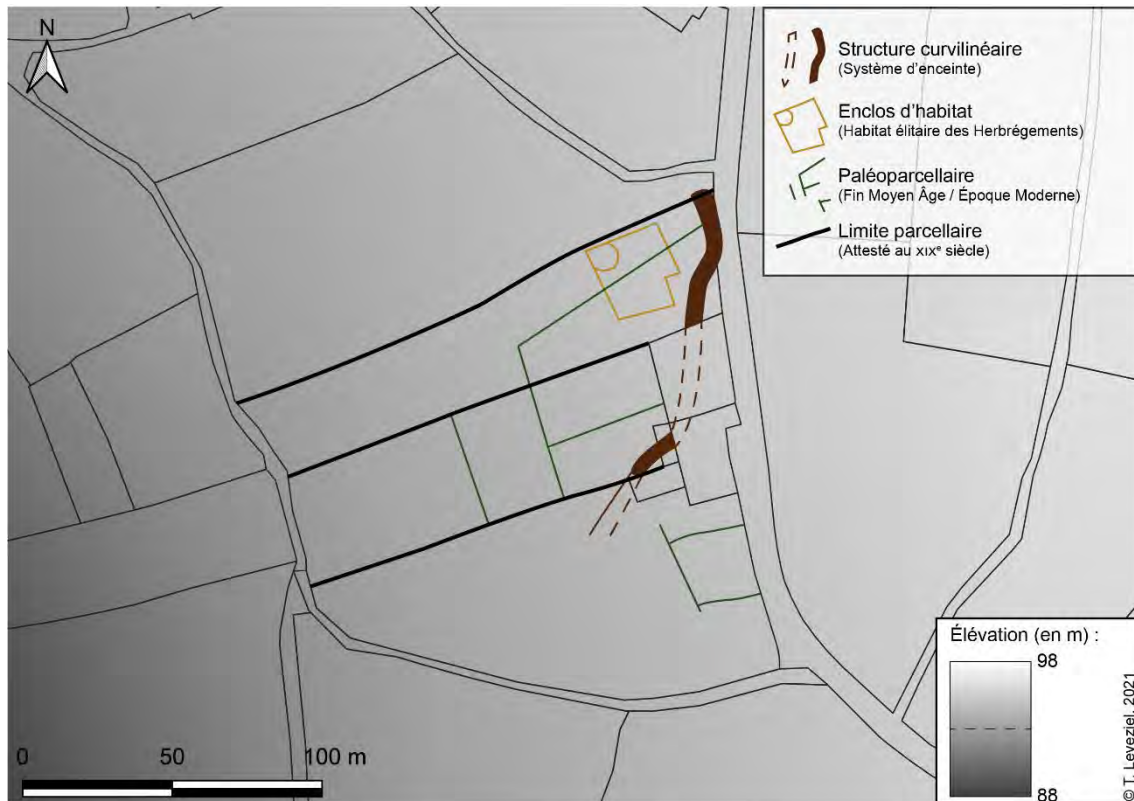 N
Structure curvilinéaire
(Système d'enceinte)
Enclos d'habitat
(Habitat élitaire des Herbrégements)
Paléoparcellaire
(Fin Moyen Âge / Époque Moderne)
Limite parcellaire
(Attesté au XIXᵉ siècle)
0 50 100 m
Élévation (en m) :
98
88
© T. Leveziel, 2021